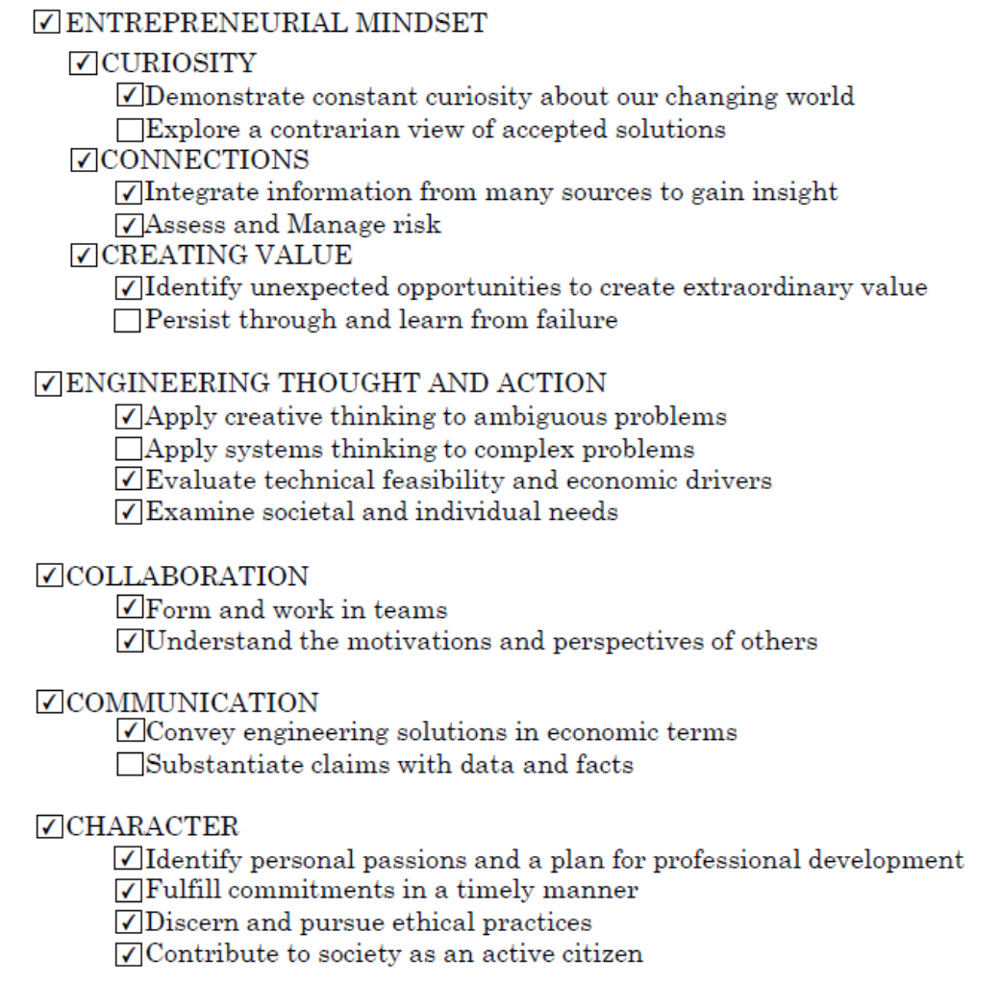 ☑ ENTREPRENEURIAL MINDSET
☑ CURIOSITY
☑ Demonstrate constant curiosity about our changing world
☐ Explore a contrarian view of accepted solutions
☑ CONNECTIONS
☑ Integrate information from many sources to gain insight
☑ Assess and Manage risk
☑ CREATING VALUE
☑ Identify unexpected opportunities to create extraordinary value
☐ Persist through and learn from failure
☑ ENGINEERING THOUGHT AND ACTION
☑ Apply creative thinking to ambiguous problems
☐ Apply systems thinking to complex problems
☑ Evaluate technical feasibility and economic drivers
☑ Examine societal and individual needs
☑ COLLABORATION
☑ Form and work in teams
☑ Understand the motivations and perspectives of others
☑ COMMUNICATION
☑ Convey engineering solutions in economic terms
☐ Substantiate claims with data and facts
☑ CHARACTER
☑ Identify personal passions and a plan for professional development
☑ Fulfill commitments in a timely manner
☑ Discern and pursue ethical practices
☑ Contribute to society as an active citizen